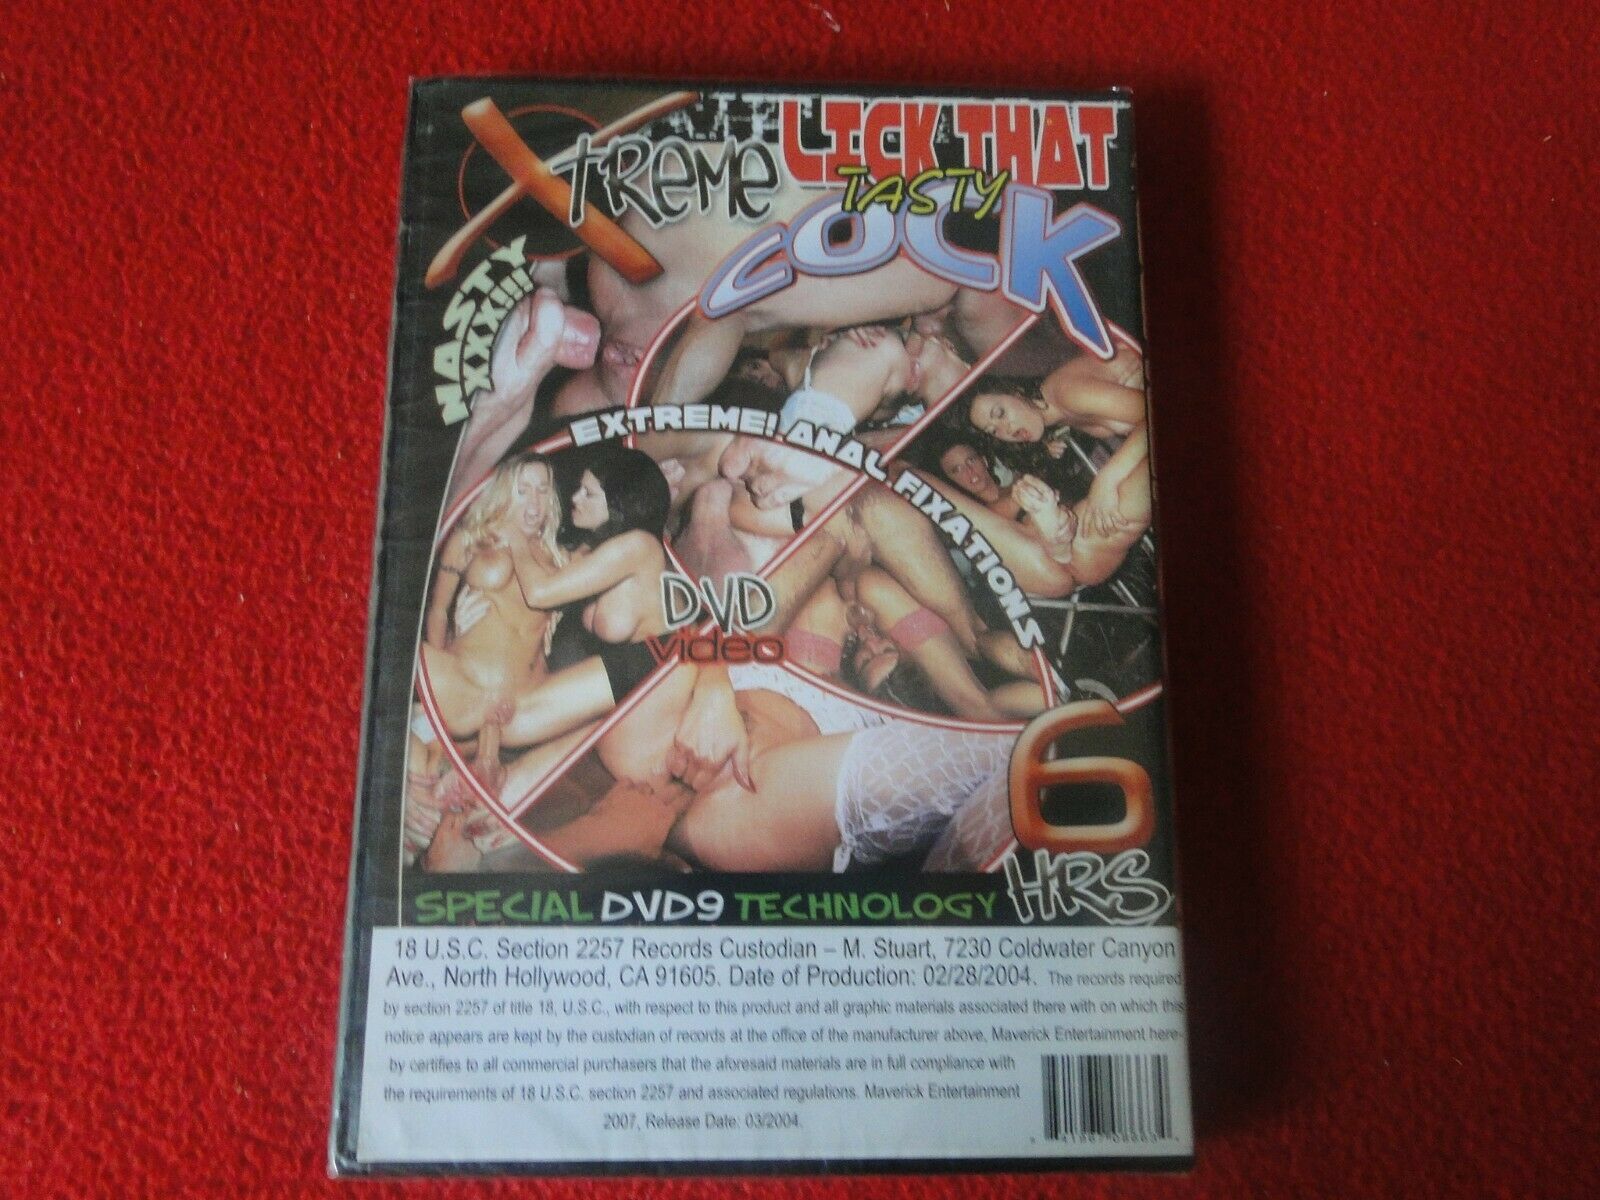 XTREME LICK THAT
TASTY
COCK
NASTY
XXX!!!
EXTREME! ANAL FIXATIONS
DVD
video
6
HRS
SPECIAL DVD9 TECHNOLOGY
18 U.S.C. Section 2257 Records Custodian – M. Stuart, 7230 Coldwater Canyon
Ave., North Hollywood, CA 91605. Date of Production: 02/28/2004. The records required
by section 2257 of title 18, U.S.C., with respect to this product and all graphic materials associated there with on which this
notice appears are kept by the custodian of records at the office of the manufacturer above, Maverick Entertainment here-
by certifies to all commercial purchasers that the aforesaid materials are in full compliance with
the requirements of 18 U.S.C. section 2257 and associated regulations. Maverick Entertainment
2007, Release Date: 03/2004.